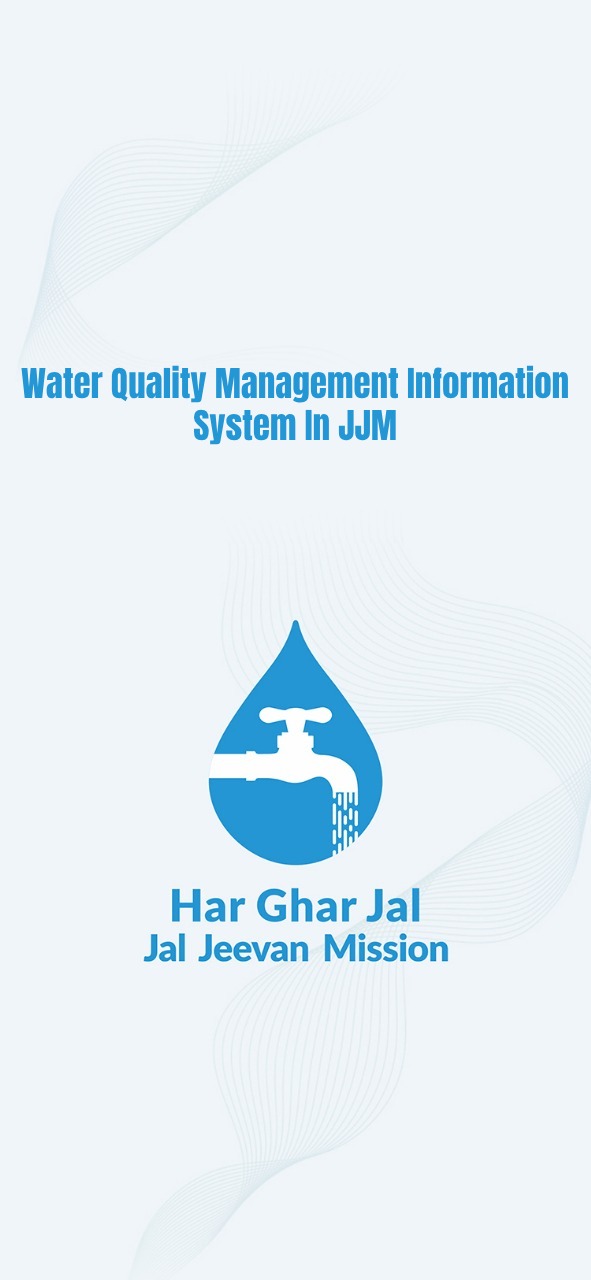 Water Quality Management Information
System In JJM
Har Ghar Jal
Jal Jeevan Mission